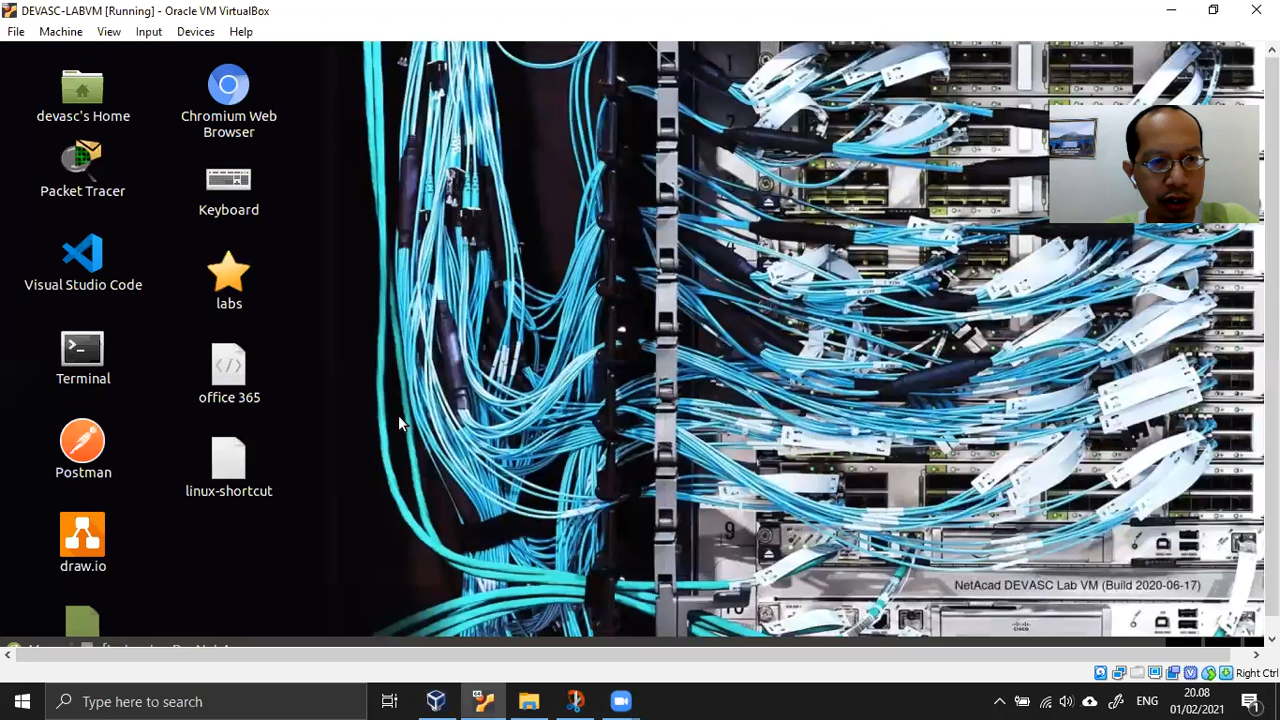 DEVASC-LABVM [Running] - Oracle VM VirtualBox
File Machine View Input Devices Help
devasc's Home
Chromium Web
Browser
Packet Tracer
Keyboard
Visual Studio Code
labs
Terminal
office 365
Postman
linux-shortcut
draw.io
NetAcad DEVASC Lab VM (Build 2020-06-17)
CISCO
Right Ctrl
Type here to search
ENG
20.08
01/02/2021